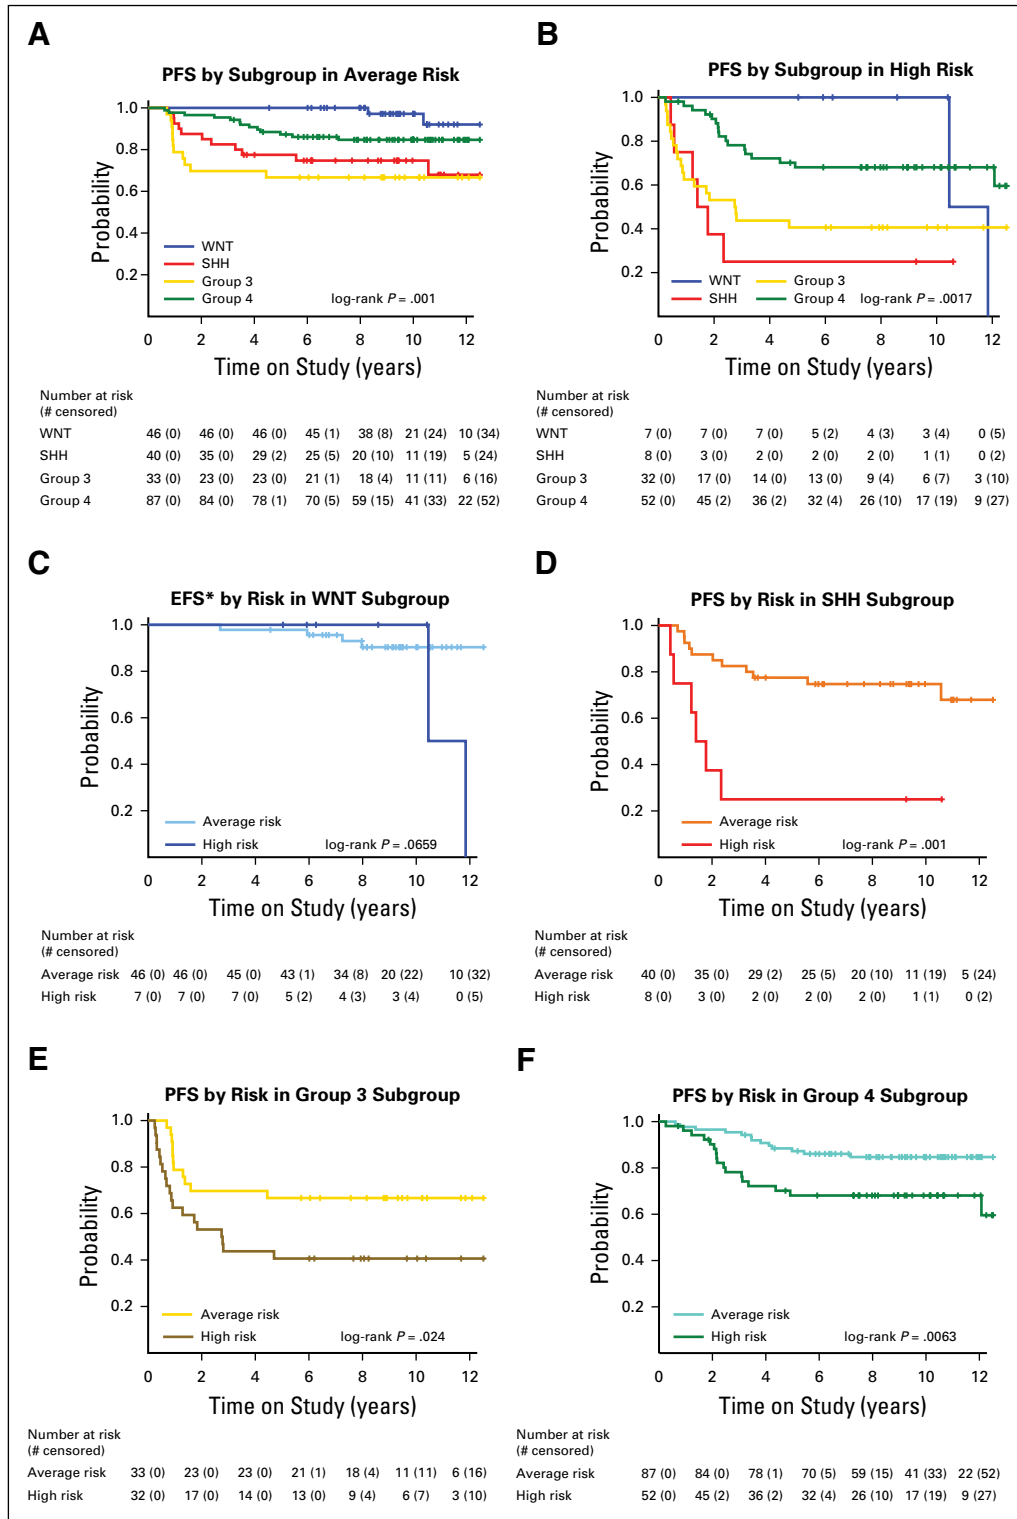 A
PFS by Subgroup in Average Risk
Probability
1.0
0.8
0.6
0.4
0.2
WNT
SHH
Group 3
Group 4
log-rank P = .001
0 2 4 6 8 10 12
Time on Study (years)
Number at risk
(# censored)
WNT 46 (0) 46 (0) 46 (0) 45 (1) 38 (8) 21 (24) 10 (34)
SHH 40 (0) 35 (0) 29 (2) 25 (5) 20 (10) 11 (19) 5 (24)
Group 3 33 (0) 23 (0) 23 (0) 21 (1) 18 (4) 11 (11) 6 (16)
Group 4 87 (0) 84 (0) 78 (1) 70 (5) 59 (15) 41 (33) 22 (52)
B
PFS by Subgroup in High Risk
Probability
1.0
0.8
0.6
0.4
0.2
WNT Group 3
SHH Group 4 log-rank P = .0017
0 2 4 6 8 10 12
Time on Study (years)
Number at risk
(# censored)
WNT 7 (0) 7 (0) 7 (0) 5 (2) 4 (3) 3 (4) 0 (5)
SHH 8 (0) 3 (0) 2 (0) 2 (0) 2 (0) 1 (1) 0 (2)
Group 3 32 (0) 17 (0) 14 (0) 13 (0) 9 (4) 6 (7) 3 (10)
Group 4 52 (0) 45 (2) 36 (2) 32 (4) 26 (10) 17 (19) 9 (27)
C
EFS* by Risk in WNT Subgroup
Probability
1.0
0.8
0.6
0.4
0.2
Average risk
High risk log-rank P = .0659
0 2 4 6 8 10 12
Time on Study (years)
Number at risk
(# censored)
Average risk 46 (0) 46 (0) 45 (0) 43 (1) 34 (8) 20 (22) 10 (32)
High risk 7 (0) 7 (0) 7 (0) 5 (2) 4 (3) 3 (4) 0 (5)
D
PFS by Risk in SHH Subgroup
Probability
1.0
0.8
0.6
0.4
0.2
Average risk
High risk log-rank P = .001
0 2 4 6 8 10 12
Time on Study (years)
Number at risk
(# censored)
Average risk 40 (0) 35 (0) 29 (2) 25 (5) 20 (10) 11 (19) 5 (24)
High risk 8 (0) 3 (0) 2 (0) 2 (0) 2 (0) 1 (1) 0 (2)
E
PFS by Risk in Group 3 Subgroup
Probability
1.0
0.8
0.6
0.4
0.2
Average risk
High risk log-rank P = .024
0 2 4 6 8 10 12
Time on Study (years)
Number at risk
(# censored)
Average risk 33 (0) 23 (0) 23 (0) 21 (1) 18 (4) 11 (11) 6 (16)
High risk 32 (0) 17 (0) 14 (0) 13 (0) 9 (4) 6 (7) 3 (10)
F
PFS by Risk in Group 4 Subgroup
Probability
1.0
0.8
0.6
0.4
0.2
Average risk
High risk log-rank P = .0063
0 2 4 6 8 10 12
Time on Study (years)
Number at risk
(# censored)
Average risk 87 (0) 84 (0) 78 (1) 70 (5) 59 (15) 41 (33) 22 (52)
High risk 52 (0) 45 (2) 36 (2) 32 (4) 26 (10) 17 (19) 9 (27)